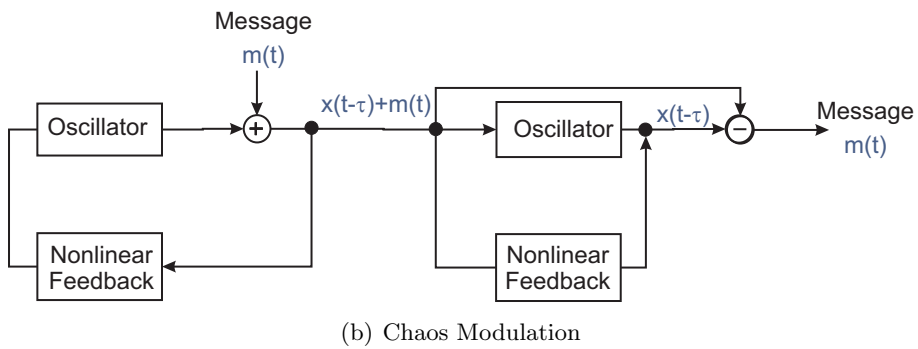 Message
m(t)
Oscillator
+
x(t-τ)+m(t)
Oscillator
x(t-τ)
−
Message
m(t)
Nonlinear
Feedback
Nonlinear
Feedback
(b) Chaos Modulation